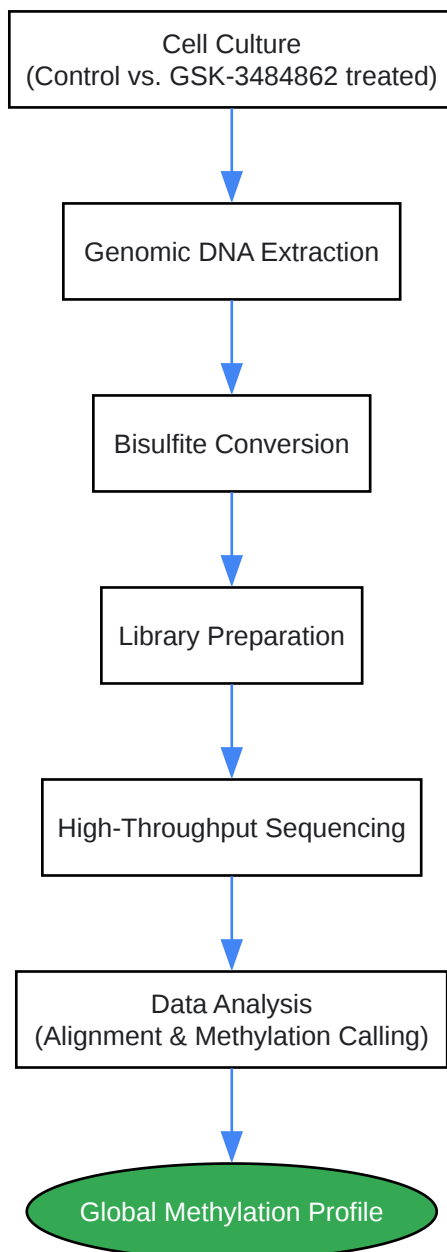 Cell Culture
(Control vs. GSK-3484862 treated)
Genomic DNA Extraction
Bisulfite Conversion
Library Preparation
High-Throughput Sequencing
Data Analysis
(Alignment & Methylation Calling)
Global Methylation Profile